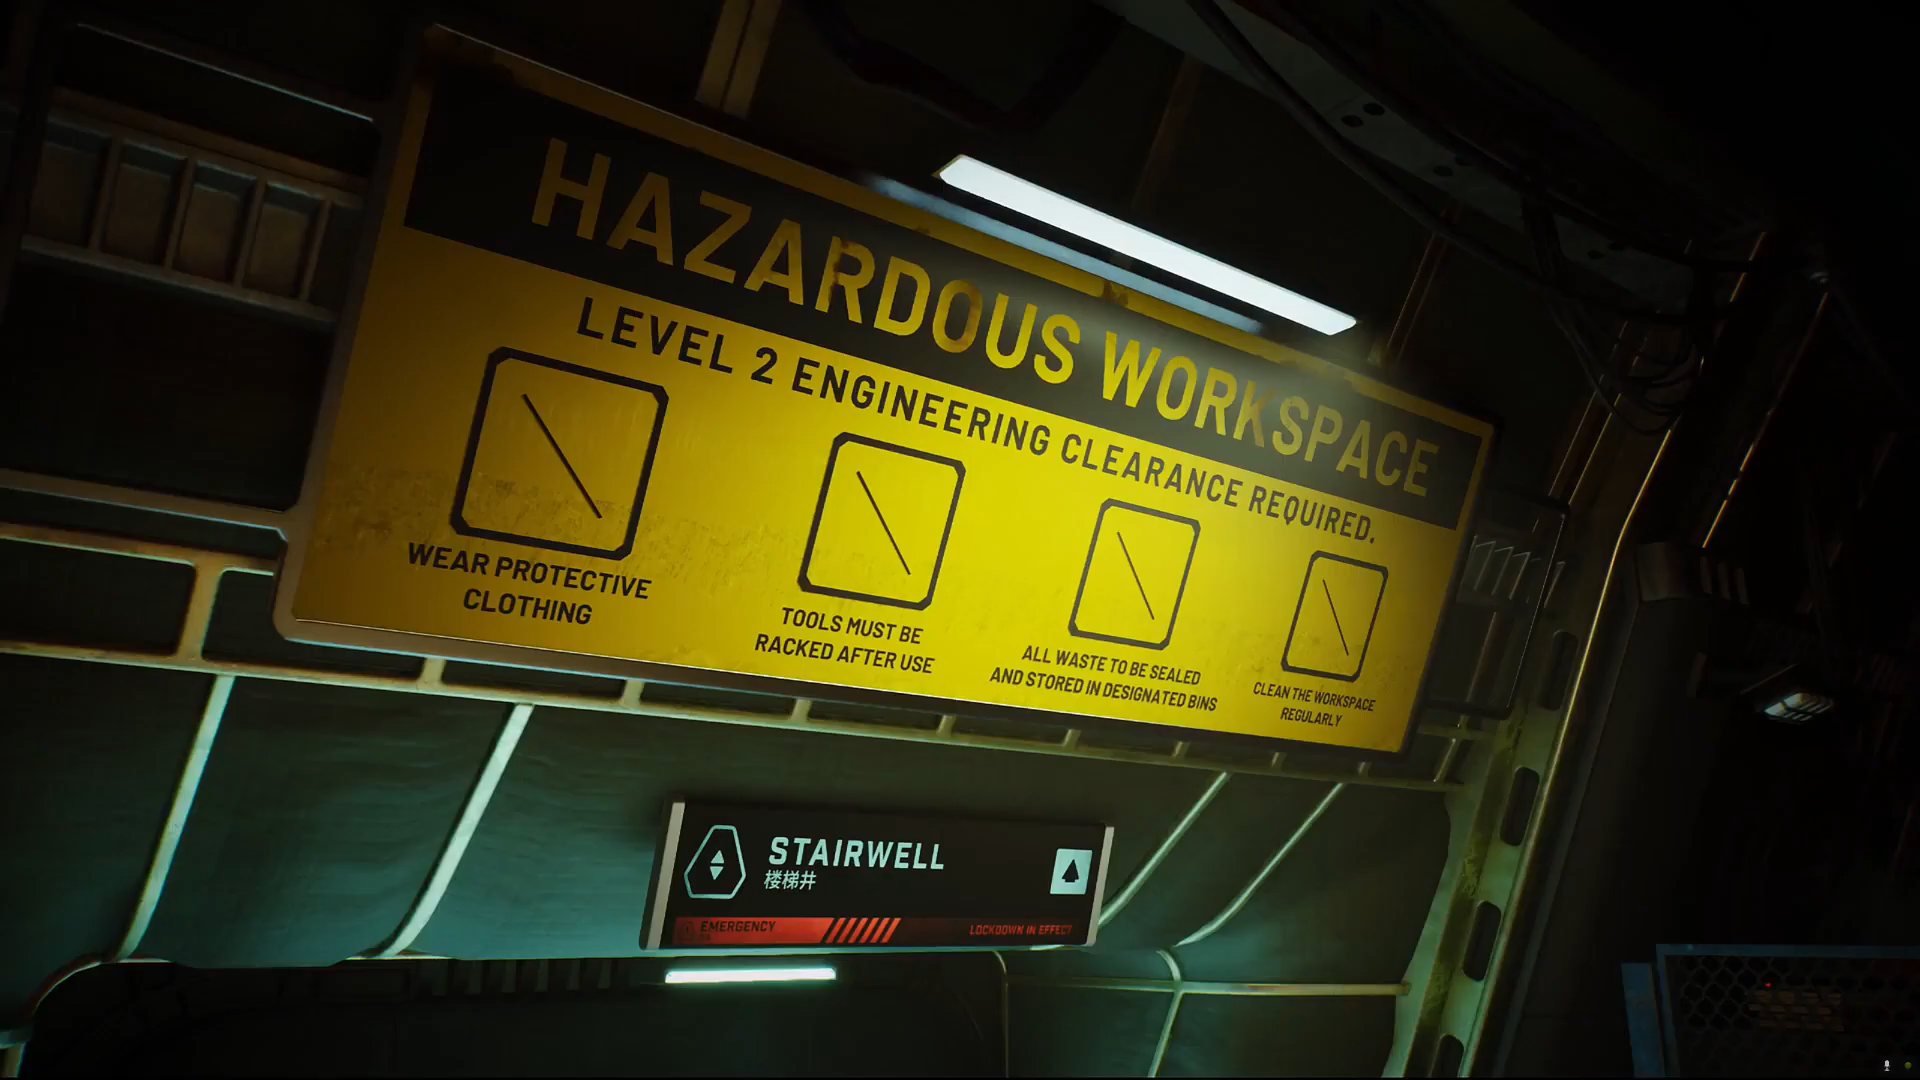 HAZARDOUS WORKSPACE
LEVEL 2 ENGINEERING CLEARANCE REQUIRED.
WEAR PROTECTIVE
CLOTHING
TOOLS MUST BE
RACKED AFTER USE
ALL WASTE TO BE SEALED
AND STORED IN DESIGNATED BINS
CLEAN THE WORKSPACE
REGULARLY
STAIRWELL
楼梯井
EMERGENCY
LOCKDOWN IN EFFECT